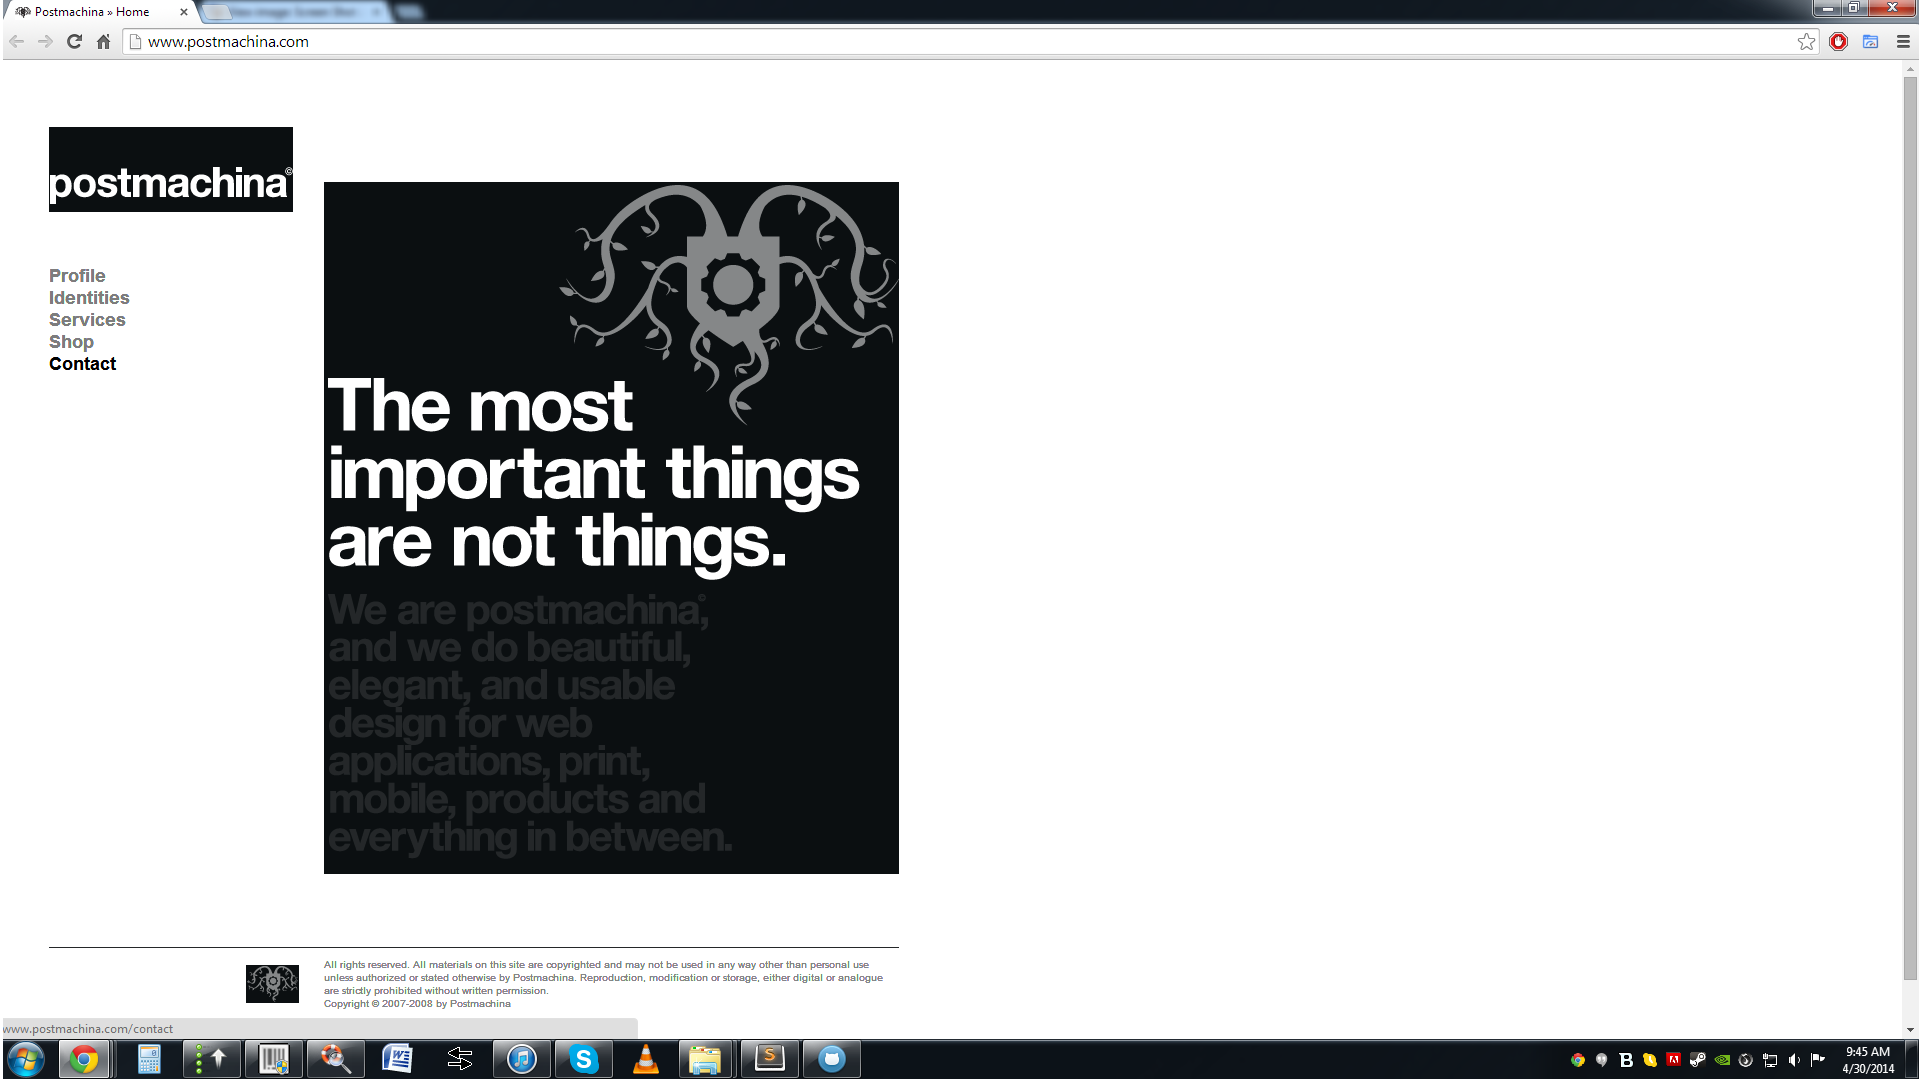 Postmachina » Home
www.postmachina.com
postmachina©
Profile
Identities
Services
Shop
Contact
The most
important things
are not things.
We are postmachina©,
and we do beautiful,
elegant, and usable
design for web
applications, print,
mobile, products and
everything in between.
All rights reserved. All materials on this site are copyrighted and may not be used in any way other than personal use
unless authorized or stated otherwise by Postmachina. Reproduction, modification or storage, either digital or analogue
are strictly prohibited without written permission.
Copyright © 2007-2008 by Postmachina
www.postmachina.com/contact
9:45 AM
4/30/2014